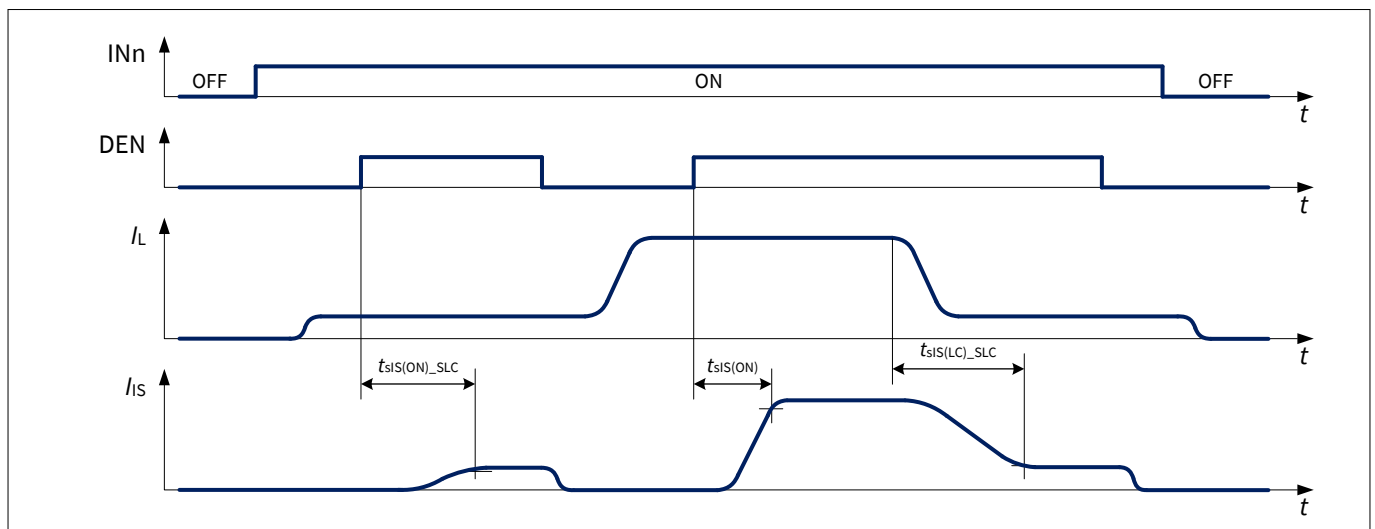 INn
OFF ON OFF
t
DEN
t
IL
t
tsIS(ON)_SLC tsIS(ON) tsIS(LC)_SLC
IIS
t